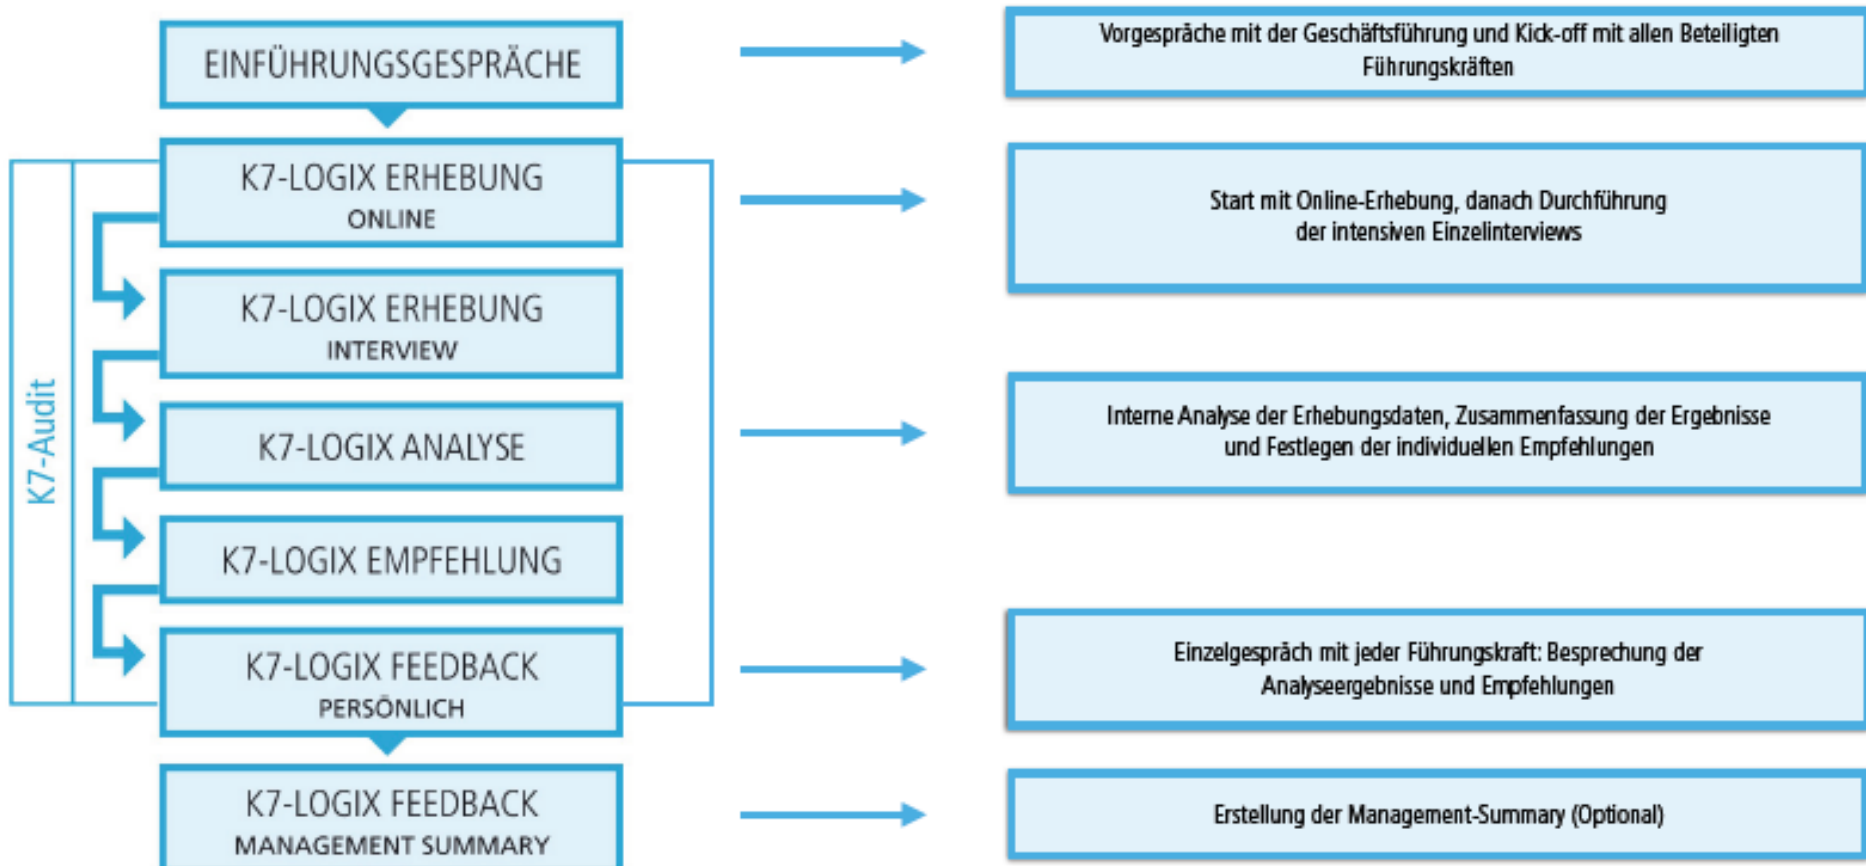 EINFÜHRUNGSGESPRÄCHE
Vorgespräche mit der Geschäftsführung und Kick-off mit allen Beteiligten
Führungskräften
K7-Audit
K7-LOGIX ERHEBUNG
ONLINE
Start mit Online-Erhebung, danach Durchführung
der intensiven Einzelinterviews
K7-LOGIX ERHEBUNG
INTERVIEW
K7-LOGIX ANALYSE
Interne Analyse der Erhebungsdaten, Zusammenfassung der Ergebnisse
und Festlegen der individuellen Empfehlungen
K7-LOGIX EMPFEHLUNG
K7-LOGIX FEEDBACK
PERSÖNLICH
Einzelgespräch mit jeder Führungskraft: Besprechung der
Analyseergebnisse und Empfehlungen
K7-LOGIX FEEDBACK
MANAGEMENT SUMMARY
Erstellung der Management-Summary (Optional)